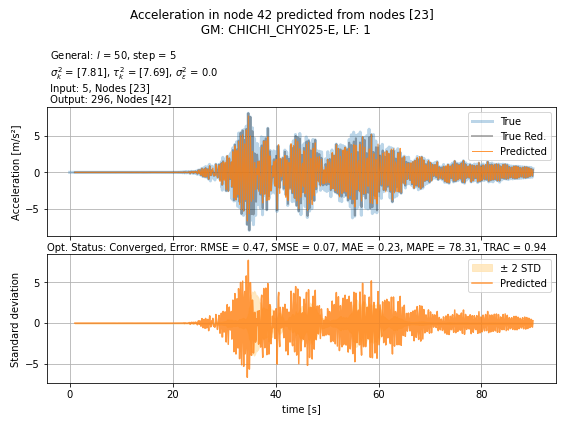 Acceleration in node 42 predicted from nodes [23]
GM: CHICHI_CHY025-E, LF: 1
General: l = 50, step = 5
σ²ₖ = [7.81], τ²ₖ = [7.69], σ²ε = 0.0
Input: 5, Nodes [23]
Output: 296, Nodes [42]
Acceleration [m/s²]
5
0
−5
True
True Red.
Predicted
Opt. Status: Converged, Error: RMSE = 0.47, SMSE = 0.07, MAE = 0.23, MAPE = 78.31, TRAC = 0.94
Standard deviation
5
0
−5
± 2 STD
Predicted
0 20 40 60 80
time [s]